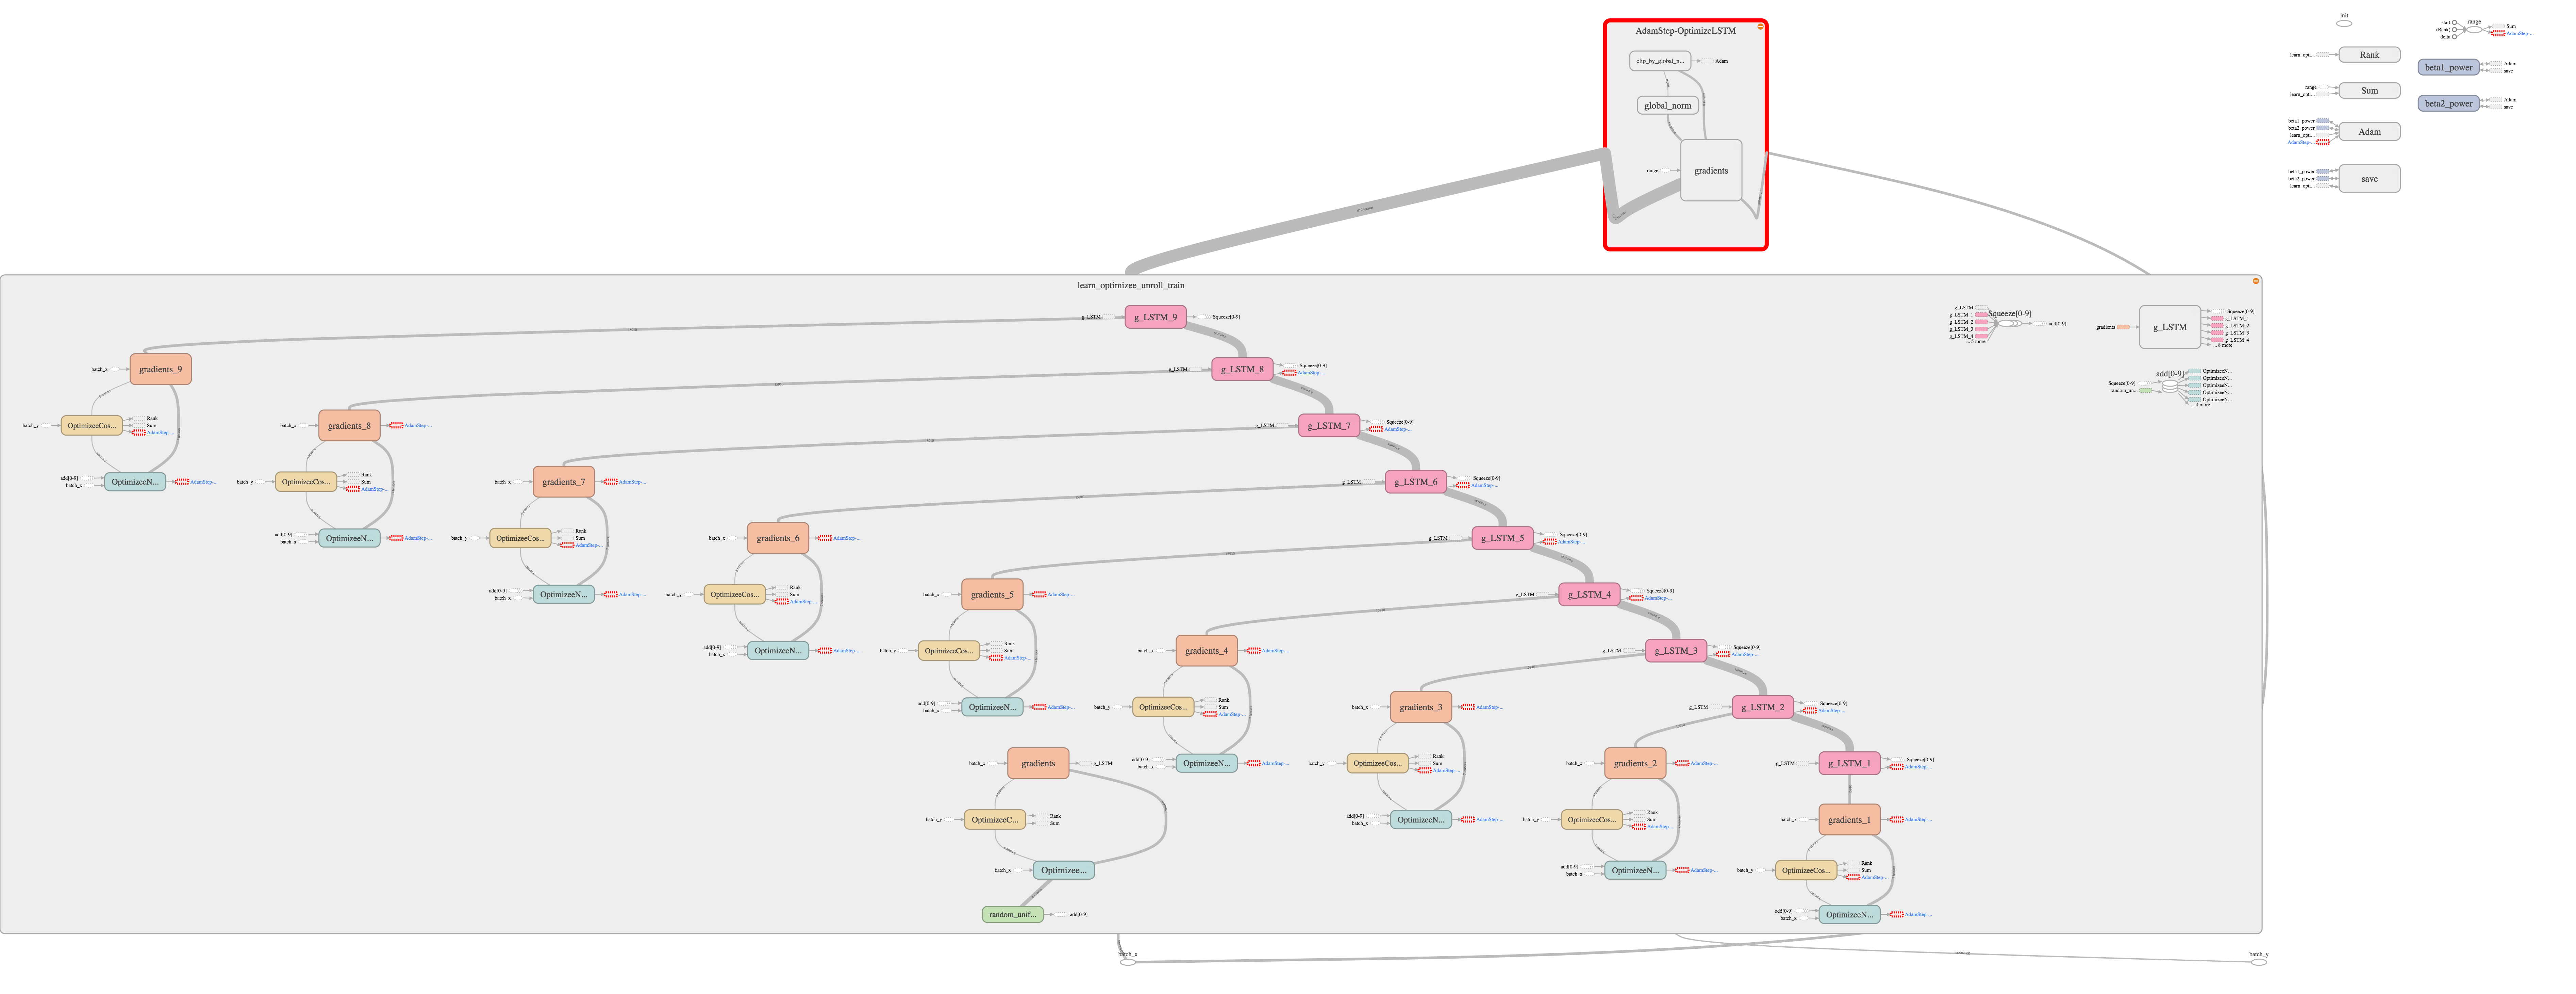 AdamStep-OptimizeLSTM
clip_by_global_n...
Adam
global_norm
range
gradients
init
start
(Rank)
delta
range
Sum
AdamStep-...
learn_opti...
Rank
beta1_power
Adam
save
range
learn_opti...
Sum
beta2_power
Adam
save
beta1_power
beta2_power
learn_opti...
AdamStep-...
Adam
beta1_power
beta2_power
learn_opti...
save
learn_optimizee_unroll_train
g_LSTM
g_LSTM_9
Squeeze[0-9]
g_LSTM
g_LSTM_1
g_LSTM_2
g_LSTM_3
g_LSTM_4
... 5 more
Squeeze[0-9]
add[0-9]
gradients
g_LSTM
Squeeze[0-9]
g_LSTM_1
g_LSTM_2
g_LSTM_3
g_LSTM_4
... 8 more
Squeeze[0-9]
random_un...
add[0-9]
OptimizeeN...
OptimizeeN...
OptimizeeN...
OptimizeeN...
... 4 more
batch_x
gradients_9
batch_y
OptimizeeCos...
Rank
Sum
AdamStep-...
add[0-9]
batch_x
OptimizeeN...
AdamStep-...
g_LSTM
g_LSTM_8
Squeeze[0-9]
AdamStep-...
batch_x
gradients_8
AdamStep-...
batch_y
OptimizeeCos...
Rank
Sum
AdamStep-...
add[0-9]
batch_x
OptimizeeN...
AdamStep-...
g_LSTM
g_LSTM_7
Squeeze[0-9]
AdamStep-...
batch_x
gradients_7
AdamStep-...
batch_y
OptimizeeCos...
Rank
Sum
AdamStep-...
add[0-9]
batch_x
OptimizeeN...
AdamStep-...
g_LSTM
g_LSTM_6
Squeeze[0-9]
AdamStep-...
batch_x
gradients_6
AdamStep-...
batch_y
OptimizeeCos...
Rank
Sum
AdamStep-...
add[0-9]
batch_x
OptimizeeN...
AdamStep-...
g_LSTM
g_LSTM_5
Squeeze[0-9]
AdamStep-...
batch_x
gradients_5
AdamStep-...
batch_y
OptimizeeCos...
Rank
Sum
AdamStep-...
add[0-9]
batch_x
OptimizeeN...
AdamStep-...
g_LSTM
g_LSTM_4
Squeeze[0-9]
AdamStep-...
batch_x
gradients_4
AdamStep-...
batch_y
OptimizeeCos...
Rank
Sum
AdamStep-...
add[0-9]
batch_x
OptimizeeN...
AdamStep-...
g_LSTM
g_LSTM_3
Squeeze[0-9]
AdamStep-...
batch_x
gradients_3
AdamStep-...
batch_y
OptimizeeCos...
Rank
Sum
AdamStep-...
add[0-9]
batch_x
OptimizeeN...
AdamStep-...
g_LSTM
g_LSTM_2
Squeeze[0-9]
AdamStep-...
batch_x
gradients_2
AdamStep-...
batch_y
OptimizeeCos...
Rank
Sum
AdamStep-...
add[0-9]
batch_x
OptimizeeN...
AdamStep-...
g_LSTM
g_LSTM_1
Squeeze[0-9]
AdamStep-...
batch_x
gradients_1
AdamStep-...
batch_y
OptimizeeCos...
Rank
Sum
AdamStep-...
add[0-9]
batch_x
OptimizeeN...
AdamStep-...
batch_x
gradients
g_LSTM
batch_y
OptimizeeC...
Rank
Sum
batch_x
Optimizee...
random_unif...
add[0-9]
batch_x
batch_y